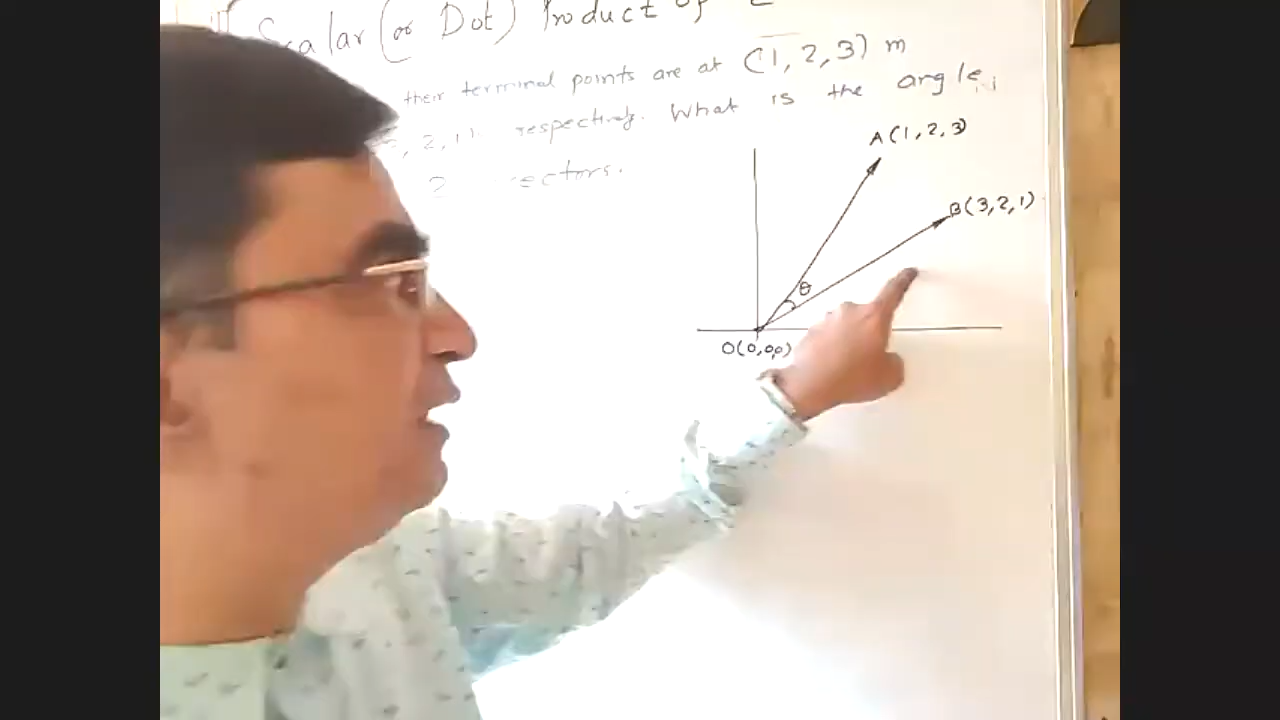 Scalar (or Dot) Product of
their terminal points are at (1, 2, 3) m
, 2, 1) respectively. What is the angle
2 vectors.
A(1, 2, 3)
B(3, 2, 1)
θ
O(0,0,0)